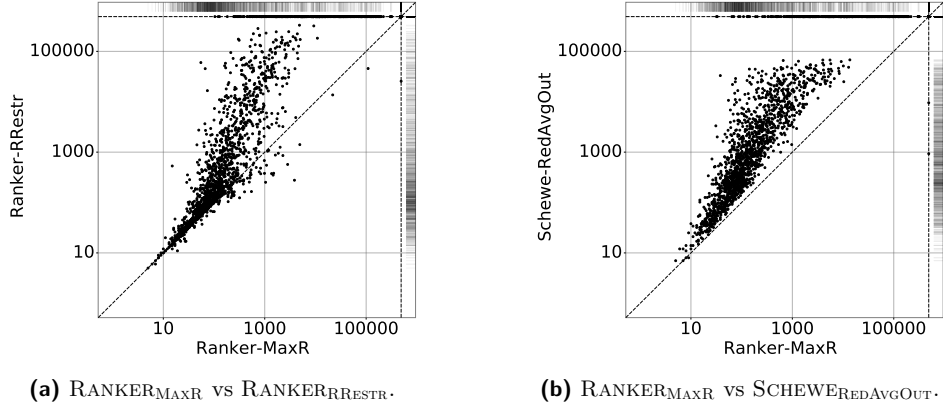 100000
1000
10
Ranker-RRestr
10 1000 100000
Ranker-MaxR
(a) RANKERMAXR vs RANKERRRESTR.
100000
1000
10
Schewe-RedAvgOut
10 1000 100000
Ranker-MaxR
(b) RANKERMAXR vs SCHEWEREDAVGOUT.